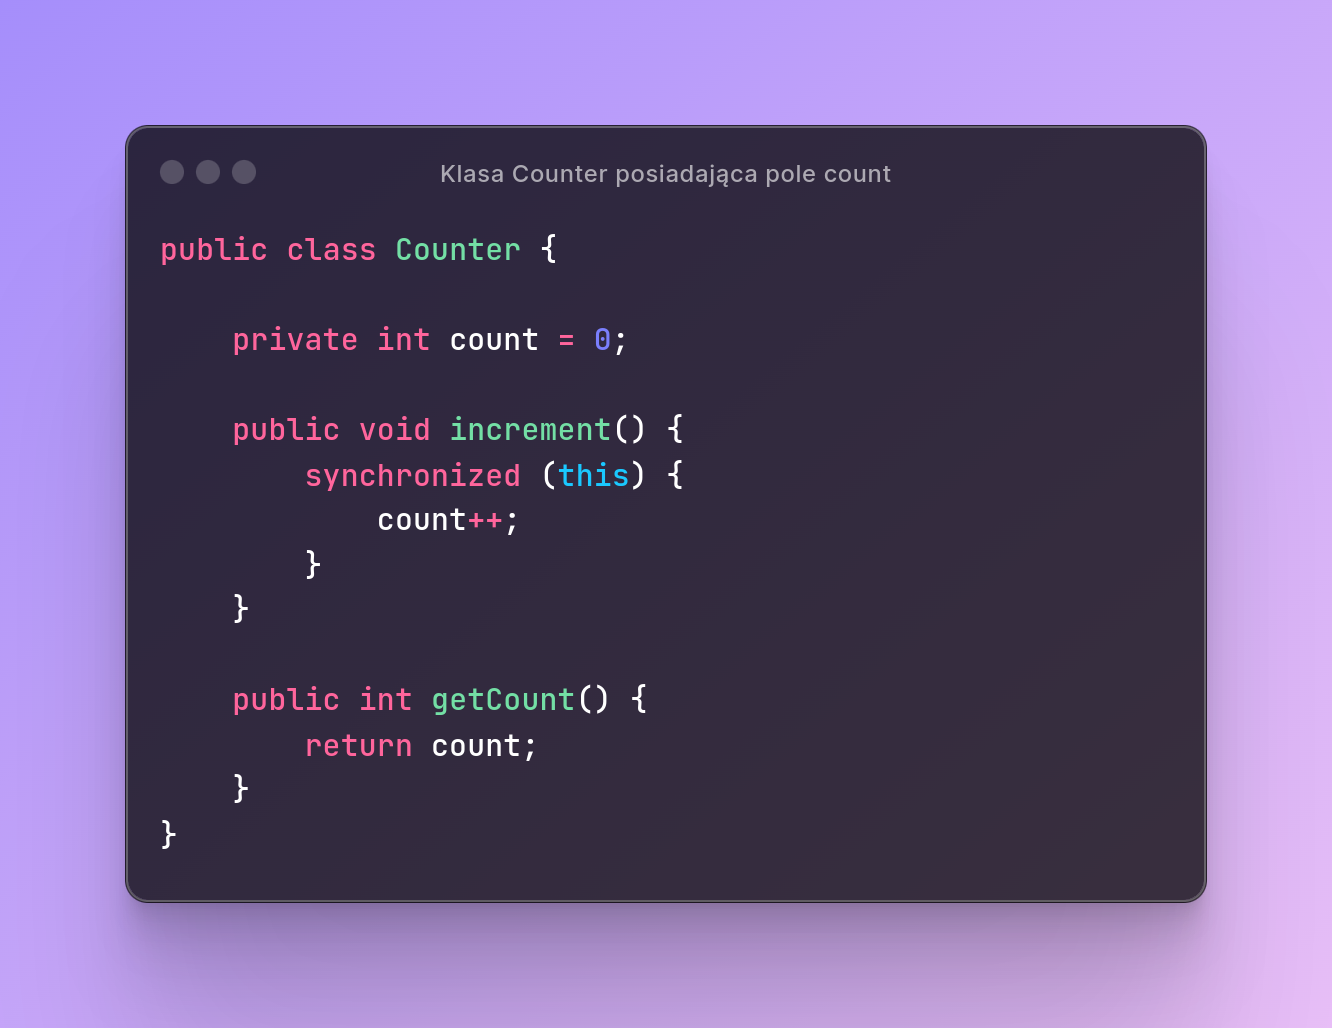 Klasa Counter posiadająca pole count
public class Counter {
    private int count = 0;
    public void increment() {
        synchronized (this) {
            count++;
        }
    }
    public int getCount() {
        return count;
    }
}